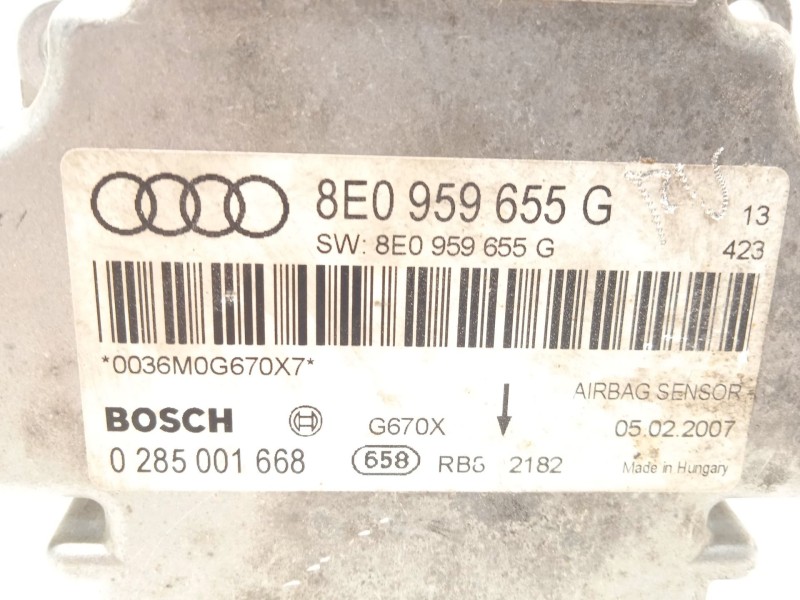 8E0 959 655 G
13
SW: 8E0 959 655 G
423
*0036M0G670X7*
AIRBAG SENSOR
BOSCH
G670X
05.02.2007
0 285 001 668
658
2182
Made in Hungary